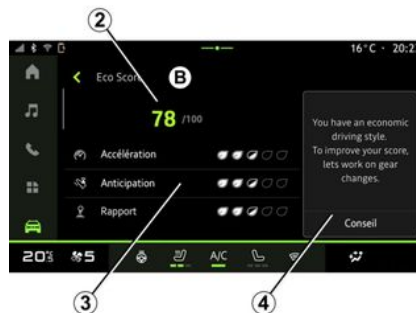 2
16°C · 20:2
Eco Scor
B
78 /100
Accélération
Anticipation
Rapport
You have an economic
driving style.
To improve your score,
lets work on gear
changes.
Conseil
20°5 5 A/C
3
4